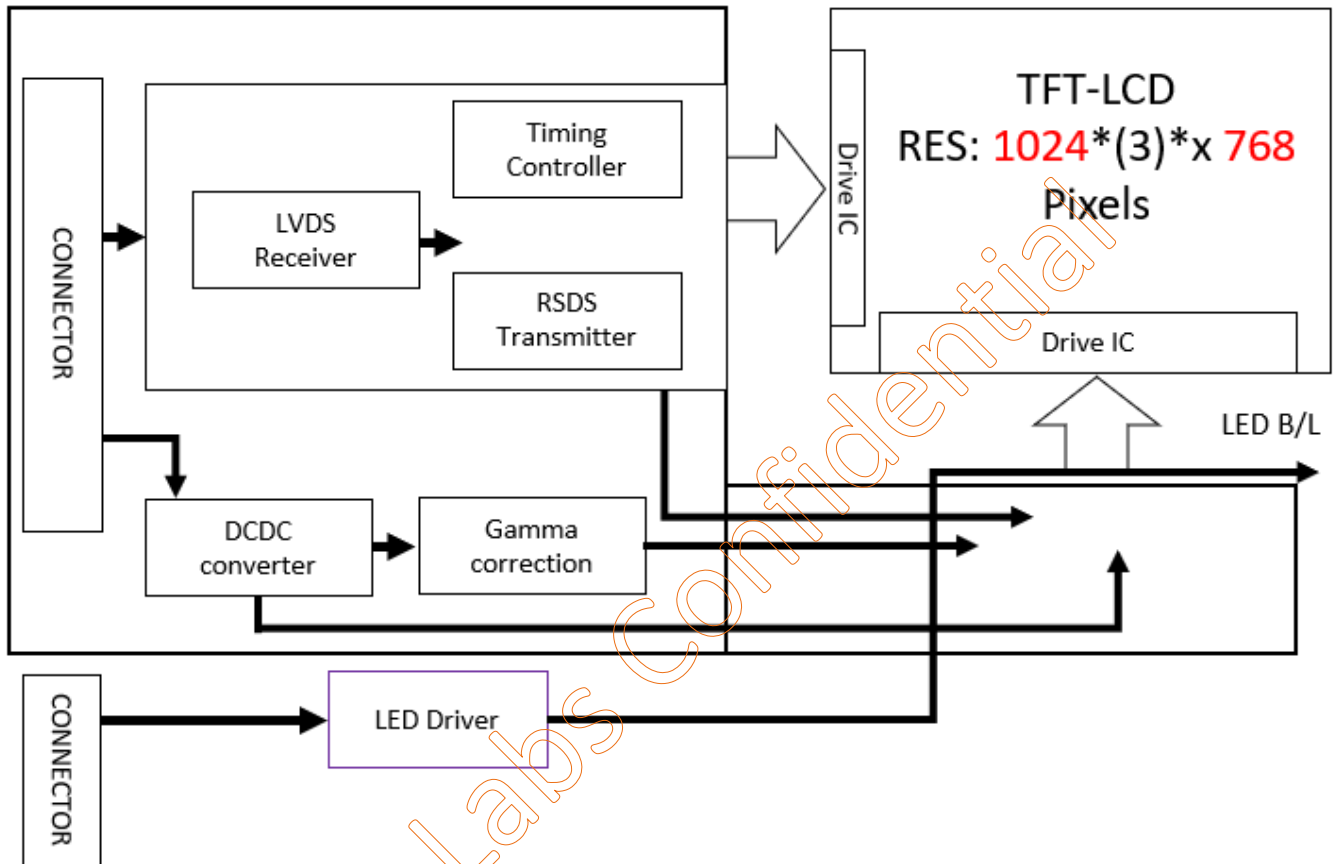 CONNECTOR
LVDS
Receiver
Timing
Controller
RSDS
Transmitter
DCDC
converter
Gamma
correction
Drive IC
TFT-LCD
RES: 1024*(3)*x 768
Pixels
Drive IC
LED B/L
CONNECTOR
LED Driver
Labs Confidential